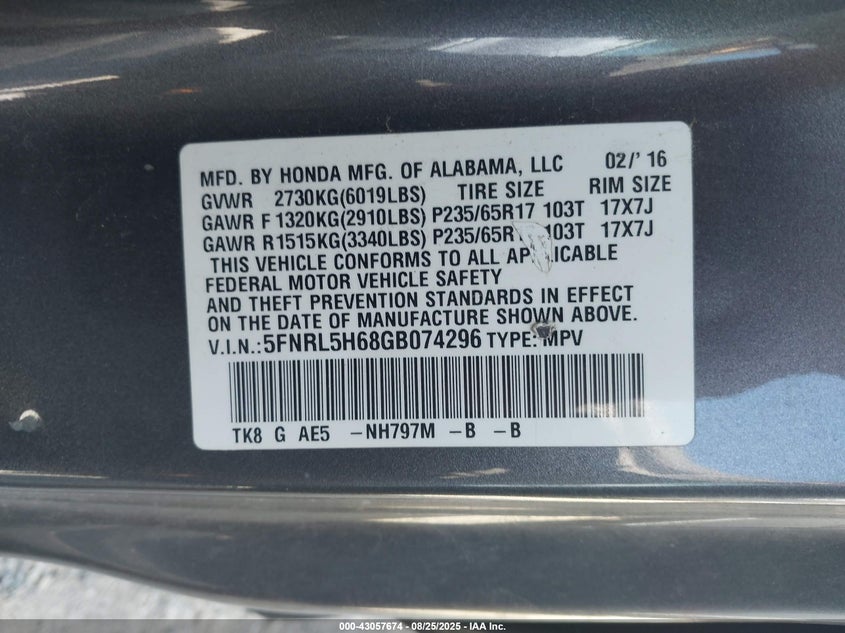 MFD. BY HONDA MFG. OF ALABAMA, LLC 02/' 16
GVWR 2730KG(6019LBS) TIRE SIZE RIM SIZE
GAWR F 1320KG(2910LBS) P235/65R17 103T 17X7J
GAWR R1515KG(3340LBS) P235/65R1 103T 17X7J
THIS VEHICLE CONFORMS TO ALL APPLICABLE
FEDERAL MOTOR VEHICLE SAFETY
AND THEFT PREVENTION STANDARDS IN EFFECT
ON THE DATE OF MANUFACTURE SHOWN ABOVE.
V.I.N.:5FNRL5H68GB074296 TYPE: MPV
TK8 G AE5 -NH797M -B -B
000-43057674 - 08/25/2025 - IAA Inc.